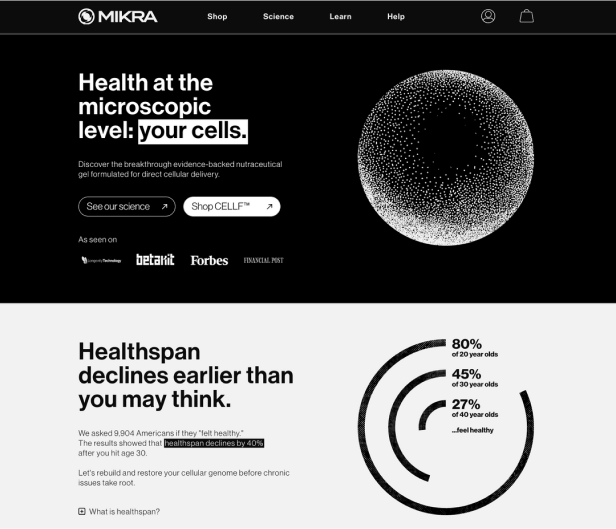 MIKRA
Shop
Science
Learn
Help
Health at the
microscopic
level: your cells.
Discover the breakthrough evidence-backed nutraceutical
gel formulated for direct cellular delivery.
See our science
Shop CELLF™
As seen on
Longevity.Technology
betakit
Forbes
FINANCIAL POST
Healthspan
declines earlier than
you may think.
We asked 9,904 Americans if they "felt healthy."
The results showed that healthspan declines by 40%
after you hit age 30.
Let's rebuild and restore your cellular genome before chronic
issues take root.
What is healthspan?
80%
of 20 year olds
45%
of 30 year olds
27%
of 40 year olds
...feel healthy